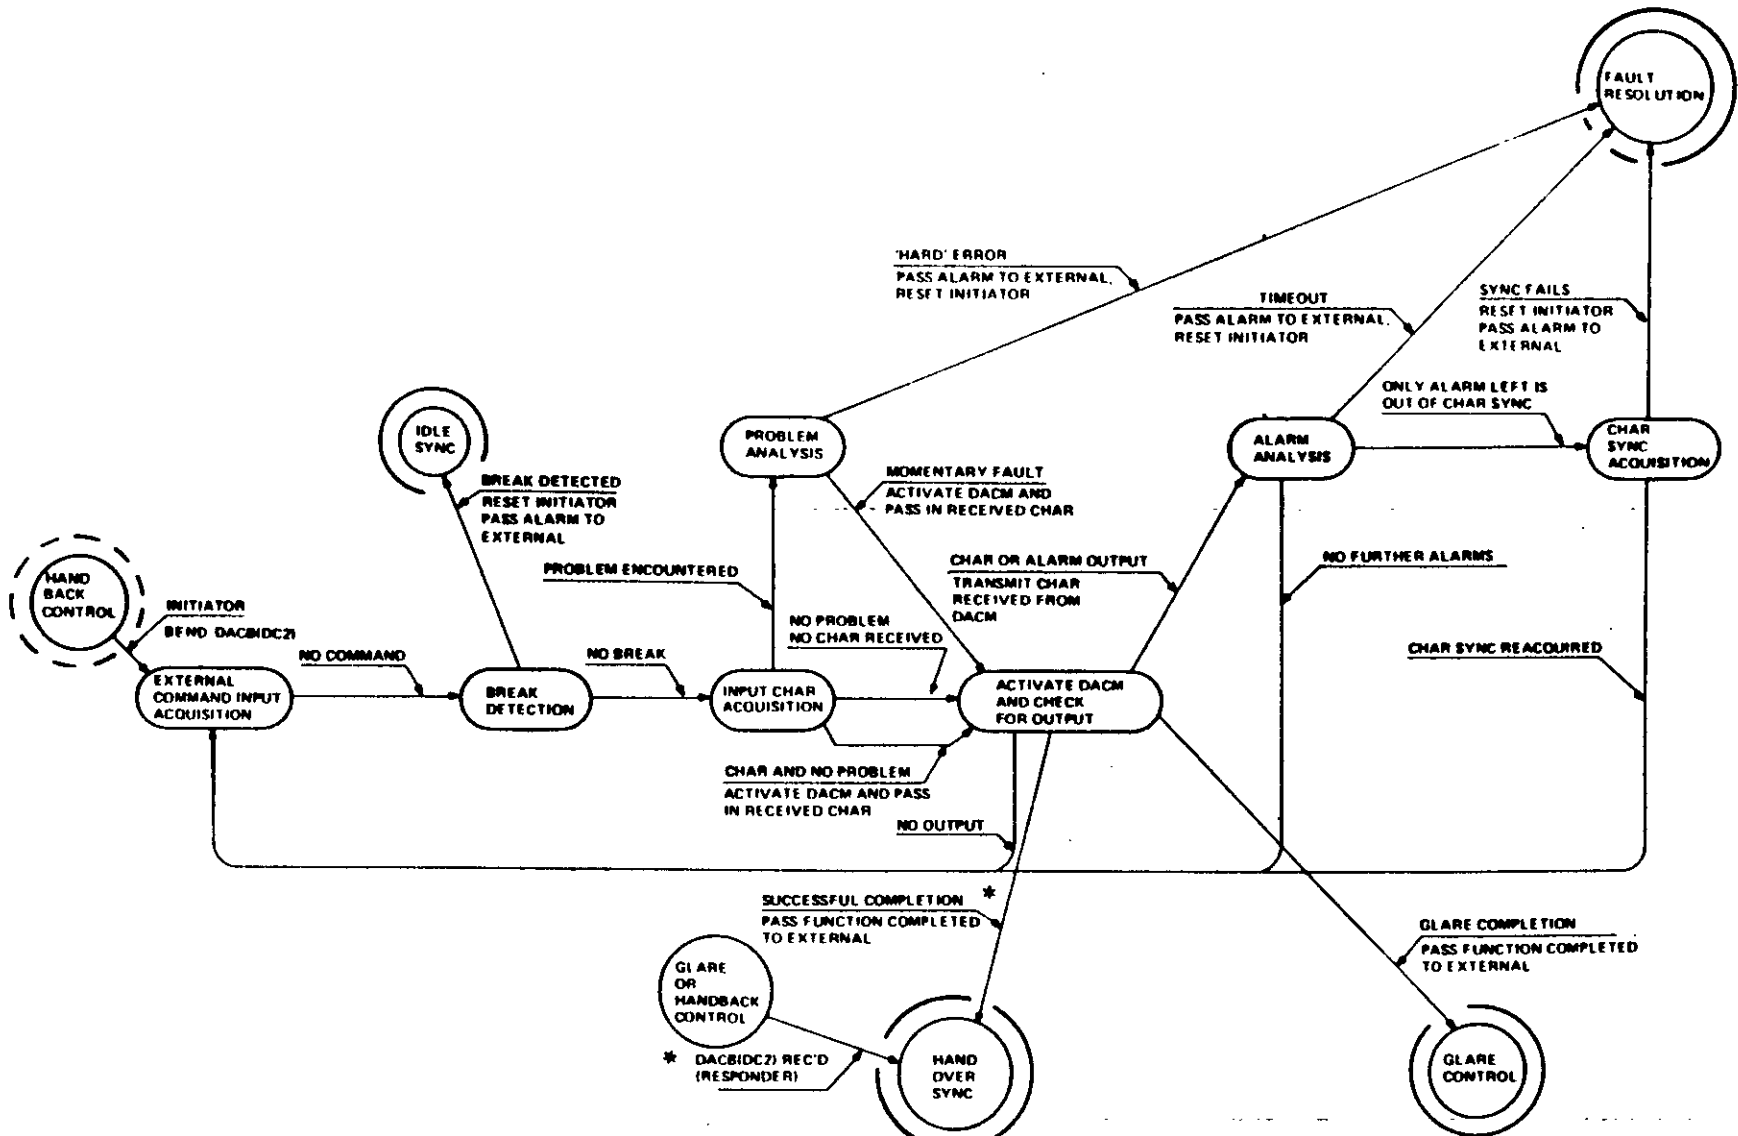 FAULT
RESOLUTION
'HARD' ERROR
PASS ALARM TO EXTERNAL,
RESET INITIATOR
TIMEOUT
PASS ALARM TO EXTERNAL,
RESET INITIATOR
SYNC FAILS
RESET INITIATOR
PASS ALARM TO
EXTERNAL
ONLY ALARM LEFT IS
OUT OF CHAR SYNC
IDLE
SYNC
PROBLEM
ANALYSIS
ALARM
ANALYSIS
CHAR
SYNC
ACQUISITION
BREAK DETECTED
RESET INITIATOR
PASS ALARM TO
EXTERNAL
MOMENTARY FAULT
ACTIVATE DACM AND
PASS IN RECEIVED CHAR
HAND
BACK
CONTROL
INITIATOR
BEND DACB(DC2)
PROBLEM ENCOUNTERED
CHAR OR ALARM OUTPUT
TRANSMIT CHAR
RECEIVED FROM
DACM
NO FURTHER ALARMS
NO COMMAND
NO BREAK
NO PROBLEM
NO CHAR RECEIVED
CHAR SYNC REACQUIRED
EXTERNAL
COMMAND INPUT
ACQUISITION
BREAK
DETECTION
INPUT CHAR
ACQUISITION
ACTIVATE DACM
AND CHECK
FOR OUTPUT
CHAR AND NO PROBLEM
ACTIVATE DACM AND PASS
IN RECEIVED CHAR
NO OUTPUT
SUCCESSFUL COMPLETION *
PASS FUNCTION COMPLETED
TO EXTERNAL
GLARE COMPLETION
PASS FUNCTION COMPLETED
TO EXTERNAL
GLARE
OR
HANDBACK
CONTROL
* DACB(DC2) REC'D
(RESPONDER)
HAND
OVER
SYNC
GLARE
CONTROL